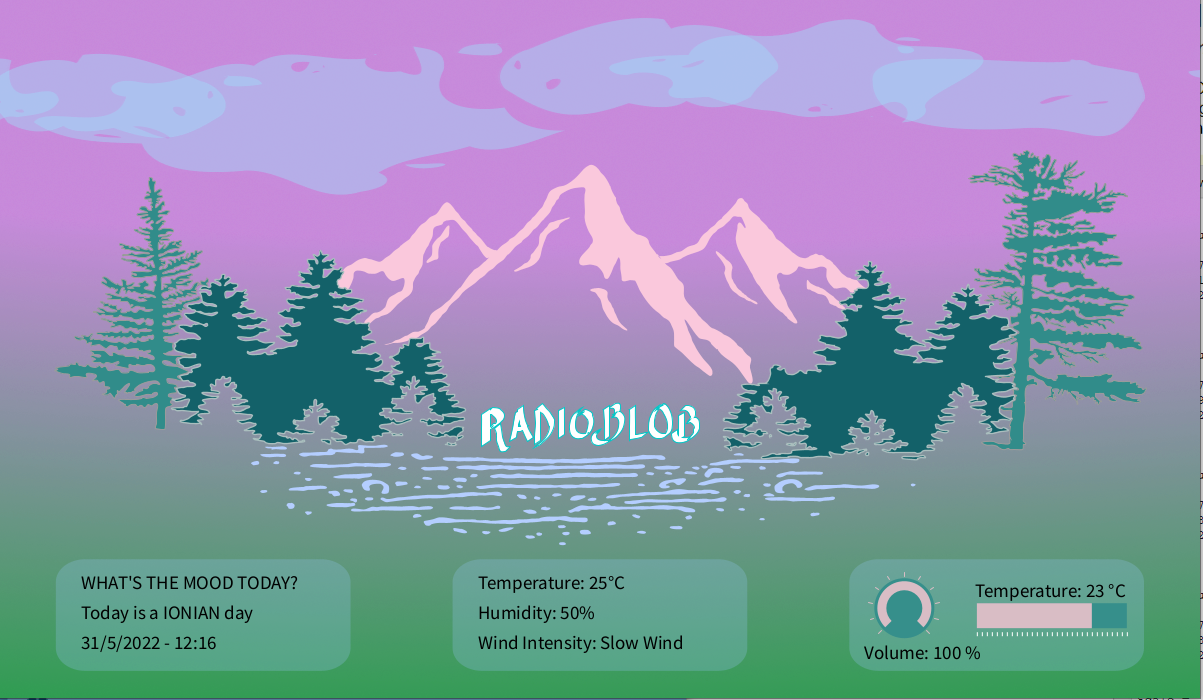 RADIOBLOB
WHAT'S THE MOOD TODAY?
Today is a IONIAN day
31/5/2022 - 12:16
Temperature: 25°C
Humidity: 50%
Wind Intensity: Slow Wind
Temperature: 23 °C
Volume: 100 %